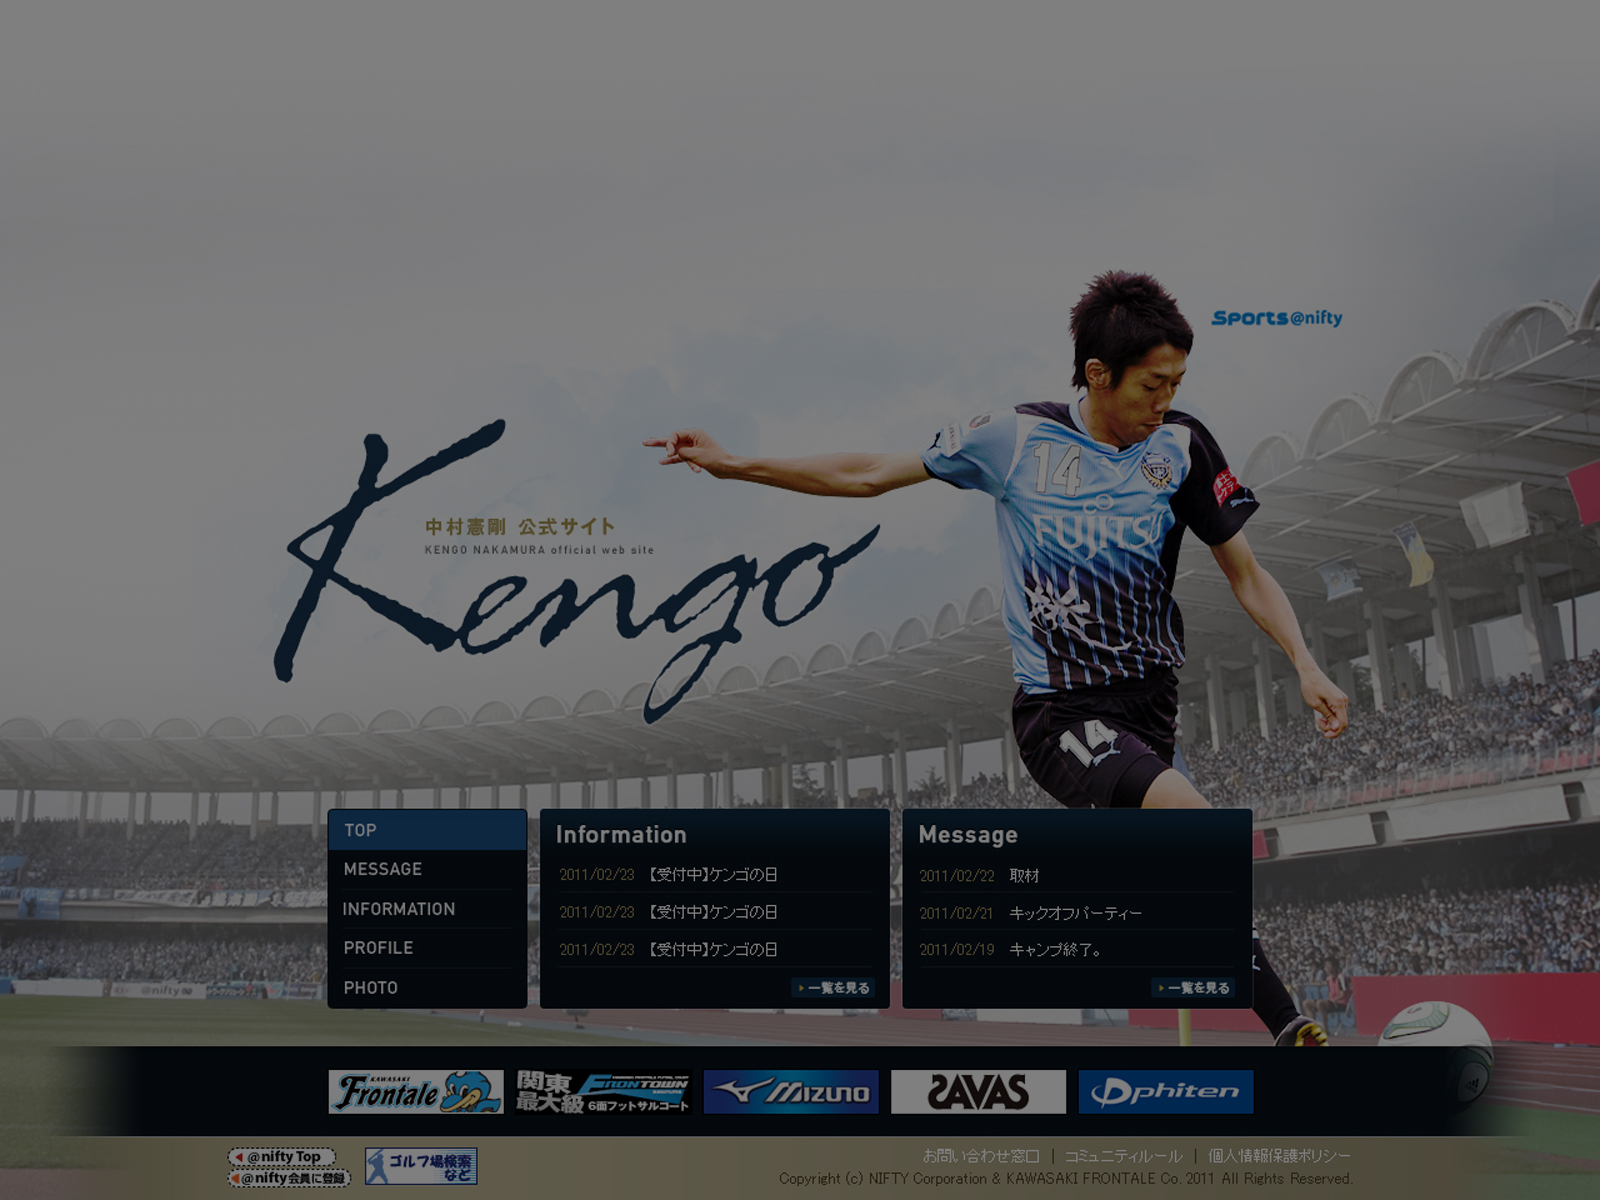 Sports@nifty
Kengo
中村憲剛 公式サイト
KENGO NAKAMURA official web site
14
FUJITSU
14
TOP
MESSAGE
INFORMATION
PROFILE
PHOTO
Information
2011/02/23 【受付中】ケンゴの日
2011/02/23 【受付中】ケンゴの日
2011/02/23 【受付中】ケンゴの日
一覧を見る
Message
2011/02/22 取材
2011/02/21 キックオフパーティー
2011/02/19 キャンプ終了。
一覧を見る
@nifty
KAWASAKI
Frontale
関東
最大級
FRONTOWN
6面フットサルコート
MIZUNO
SAVAS
phiten
@nifty Top
@nifty会員に登録
ゴルフ場検索
など
お問い合わせ窓口 | コミュニティルール | 個人情報保護ポリシー
Copyright (c) NIFTY Corporation & KAWASAKI FRONTALE Co. 2011 All Rights Reserved.